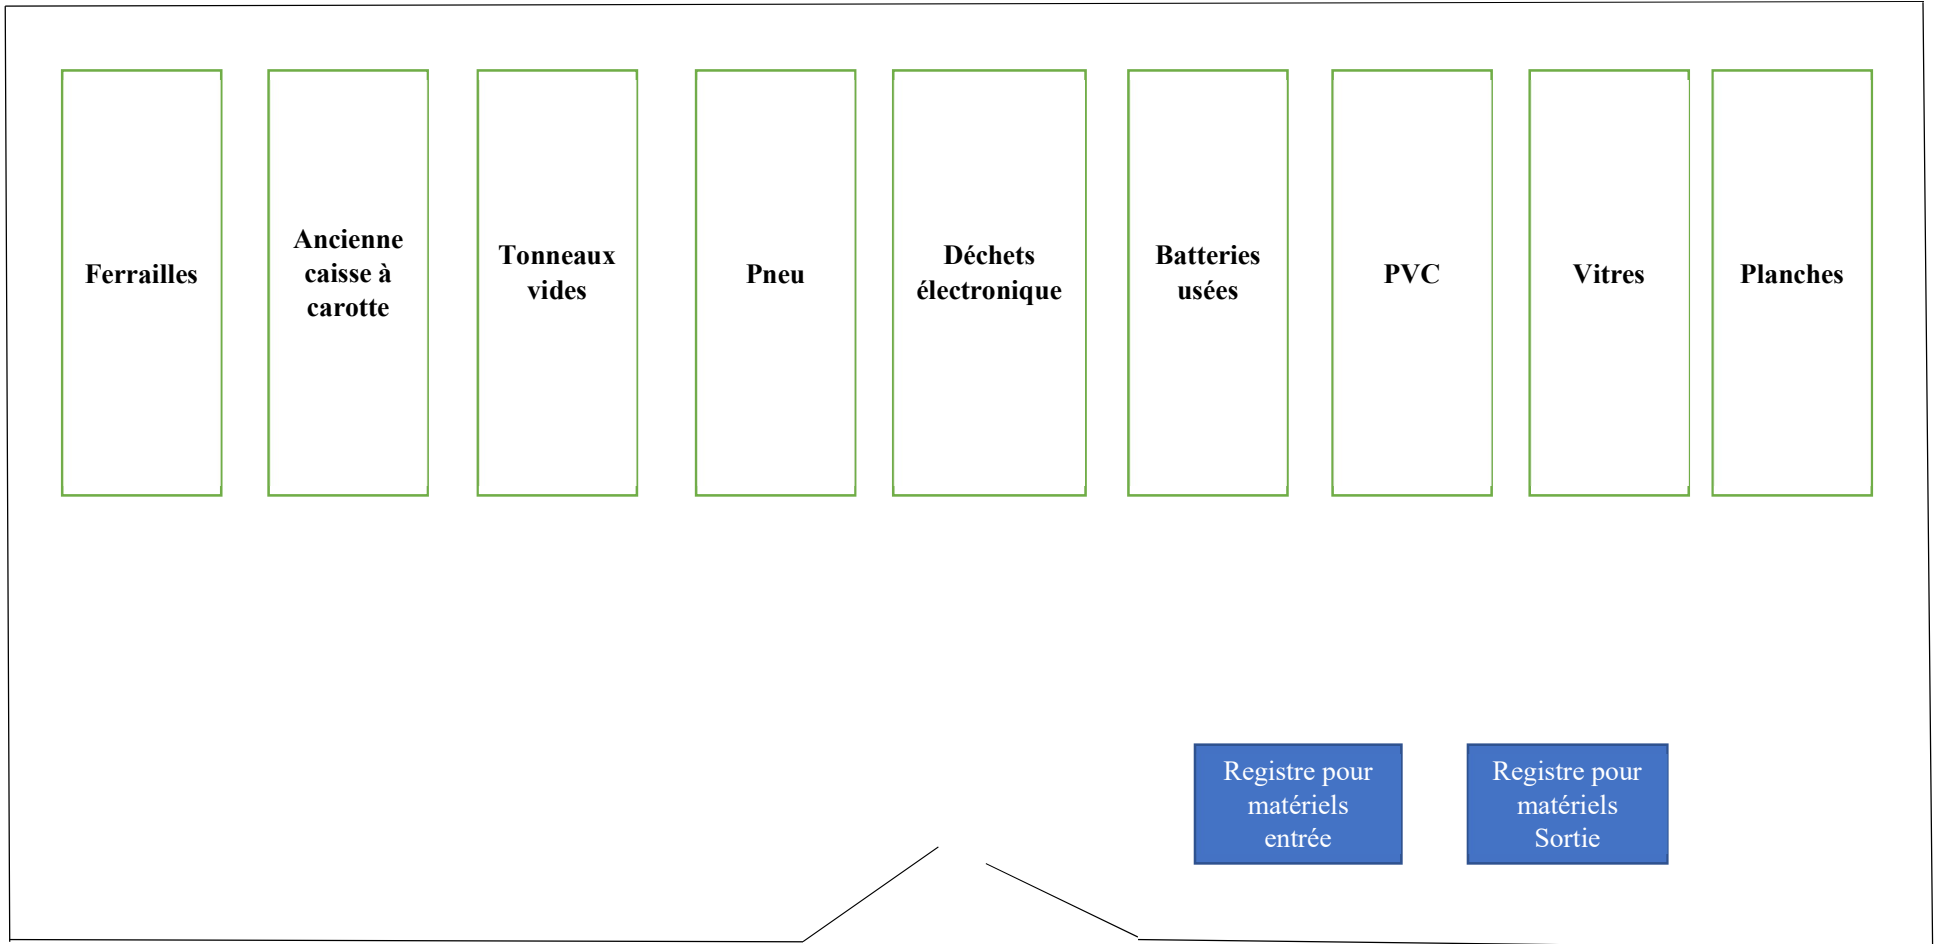 Ferrailles
Ancienne
caisse à
carotte
Tonneaux
vides
Pneu
Déchets
électronique
Batteries
usées
PVC
Vitres
Planches
Registre pour
matériels
entrée
Registre pour
matériels
Sortie